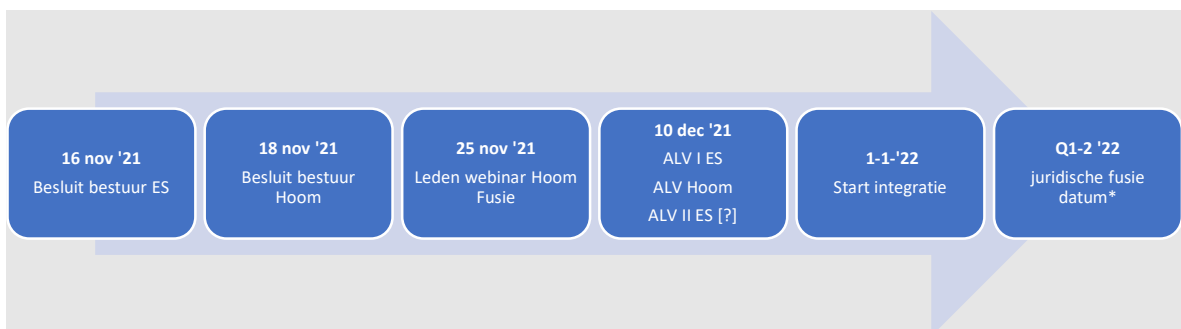 16 nov '21
Besluit bestuur ES
18 nov '21
Besluit bestuur
Hoom
25 nov '21
Leden webinar Hoom
Fusie
10 dec '21
ALV I ES
ALV Hoom
ALV II ES [?]
1-1-'22
Start integratie
Q1-2 '22
juridische fusie
datum*